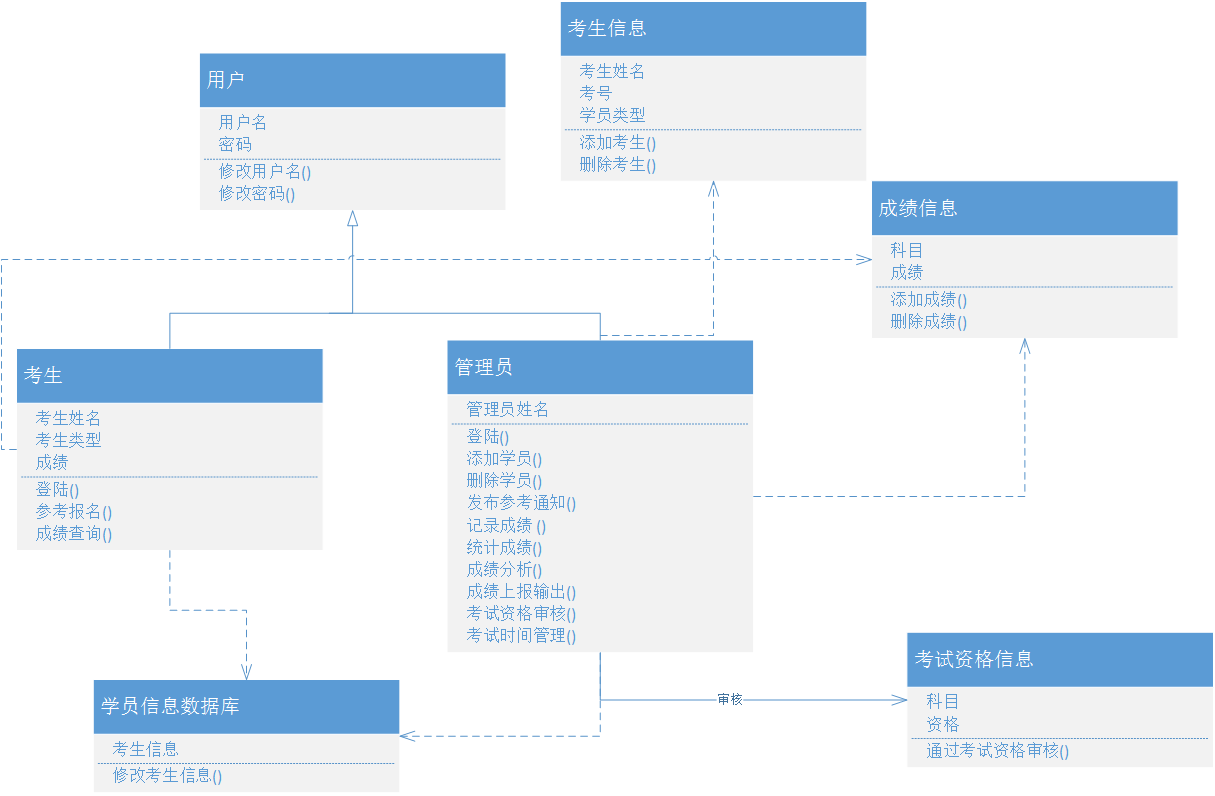 考生信息
考生姓名
考号
学员类型
添加考生()
删除考生()
用户
用户名
密码
修改用户名()
修改密码()
成绩信息
科目
成绩
添加成绩()
删除成绩()
考生
考生姓名
考生类型
成绩
登陆()
参考报名()
成绩查询()
管理员
管理员姓名
登陆()
添加学员()
删除学员()
发布参考通知()
记录成绩 ()
统计成绩()
成绩分析()
成绩上报输出()
考试资格审核()
考试时间管理()
学员信息数据库
考生信息
修改考生信息()
审核
考试资格信息
科目
资格
通过考试资格审核()